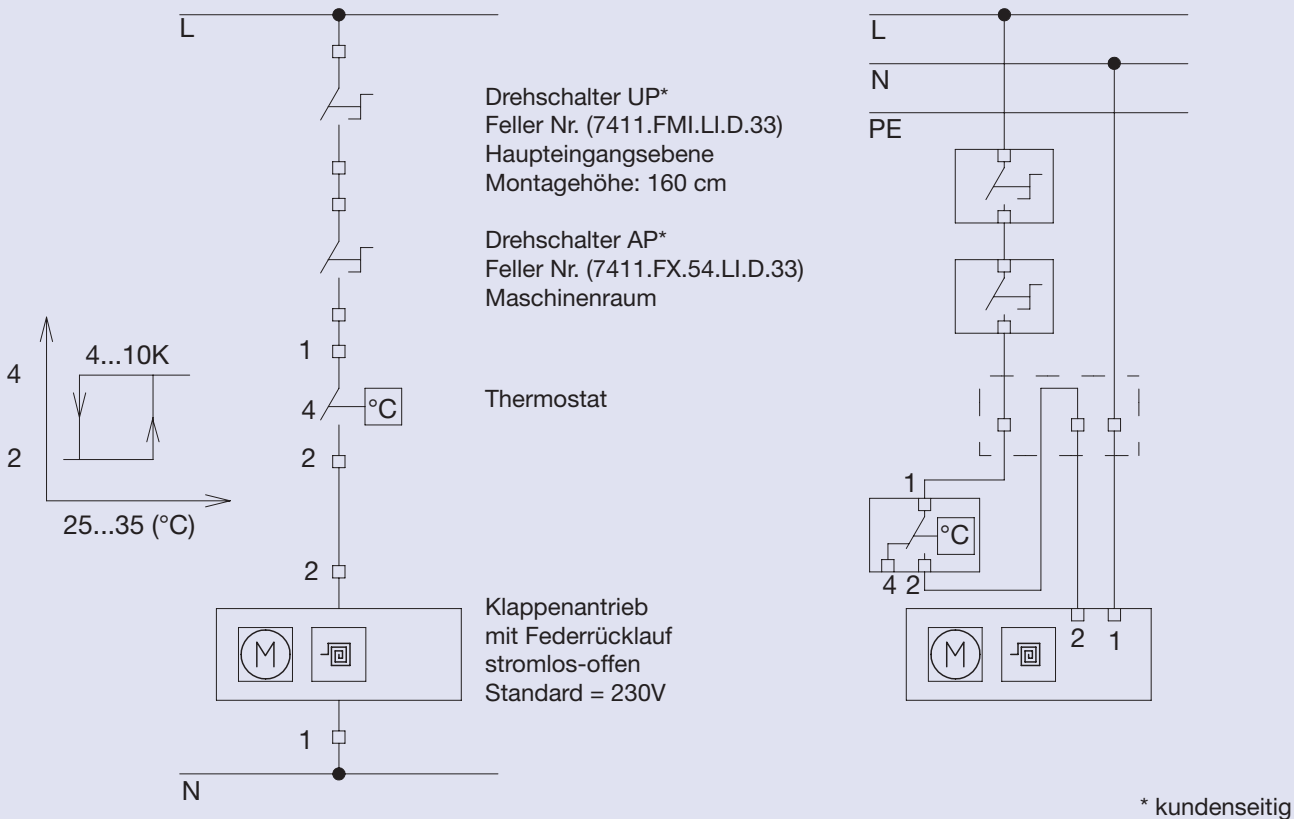 L
Drehschalter UP*
Feller Nr. (7411.FMI.LI.D.33)
Haupteingangsebene
Montagehöhe: 160 cm
Drehschalter AP*
Feller Nr. (7411.FX.54.LI.D.33)
Maschinenraum
1
4
°C
Thermostat
2
4
4...10K
2
25...35 (°C)
2
M
Klappenantrieb
mit Federrücklauf
stromlos-offen
Standard = 230V
1
N
L
N
PE
1
°C
4 2
M
2 1
* kundenseitig